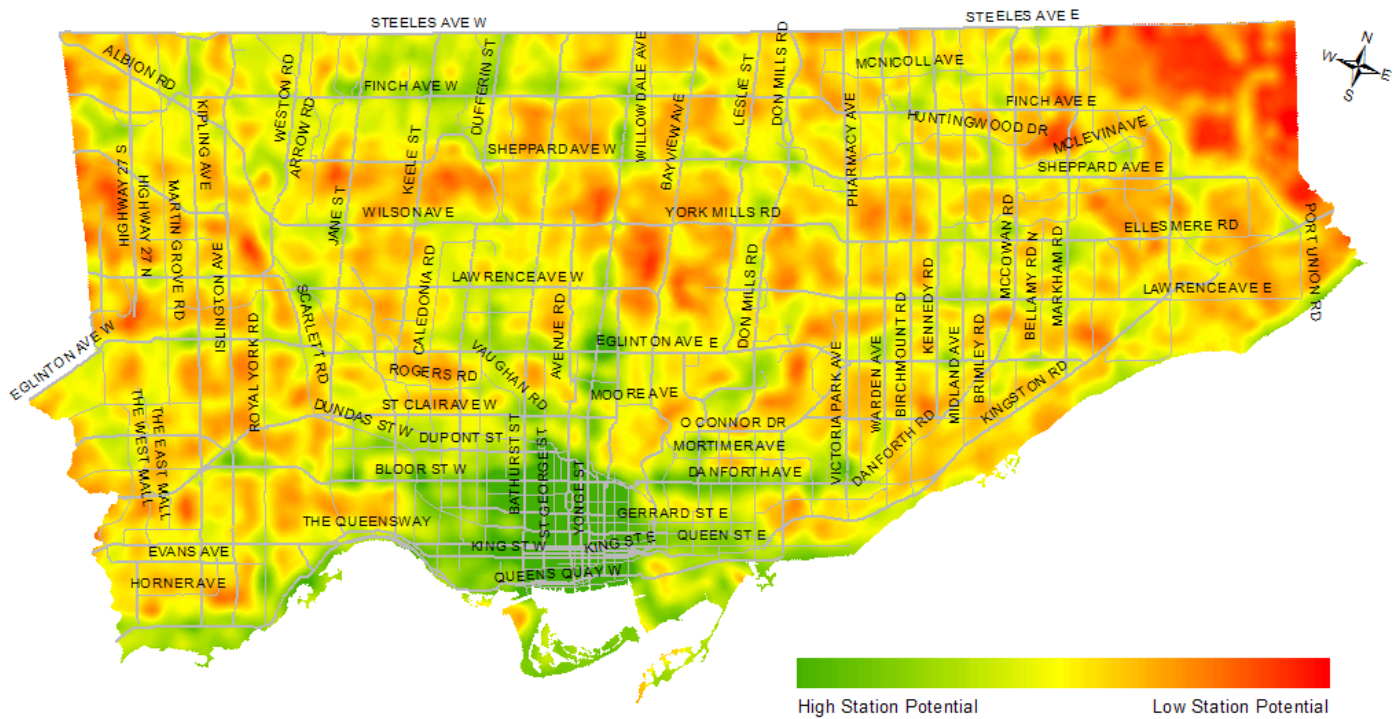 STEELES AVE W
STEELES AVE E
N
W
E
S
ALBION RD
WESTON RD
DUFFERIN ST
WILLOWDALE AVE
LESLIE ST
DON MILLS RD
MCNICOLL AVE
FINCH AVE W
KIPLING AVE
ARROW RD
BAYVIEW AVE
PHARMACY AVE
FINCH AVE E
HUNTINGWOOD DR
MCLEVIN AVE
KEELE ST
SHEPPARD AVE W
SHEPPARD AVE E
HIGHWAY 27 S
HIGHWAY 27 N
MARTIN GROVE RD
JANE ST
WILSON AVE
YORK MILLS RD
MCCOWAN RD
BELLAMY RD N
MARKHAM RD
ELLESMERE RD
PORT UNION RD
ISLINGTON AVE
CALEDONIA RD
LAWRENCE AVE W
DON MILLS RD
KENNEDY RD
LAWRENCE AVE E
EGLINTON AVE W
ROYAL YORK RD
SCARLETT RD
VAUGHAN RD
AVENUE RD
EGLINTON AVE E
VICTORIA PARK AVE
WARDEN AVE
BIRCHMOUNT RD
MIDLAND AVE
BRIMLEY RD
KINGSTON RD
ROGERS RD
MOORE AVE
THE WEST MALL
THE EAST MALL
DUNDAS ST W
ST CLAIR AVE W
O CONNOR DR
DUPONT ST
BATHURST ST
ST GEORGE ST
MORTIMER AVE
DANFORTH RD
BLOOR ST W
YONGE ST
DANFORTH AVE
THE QUEENSWAY
GERRARD ST E
EVANS AVE
KING ST W
KING ST E
QUEEN ST E
HORNER AVE
QUEENS QUAY W
High Station Potential
Low Station Potential